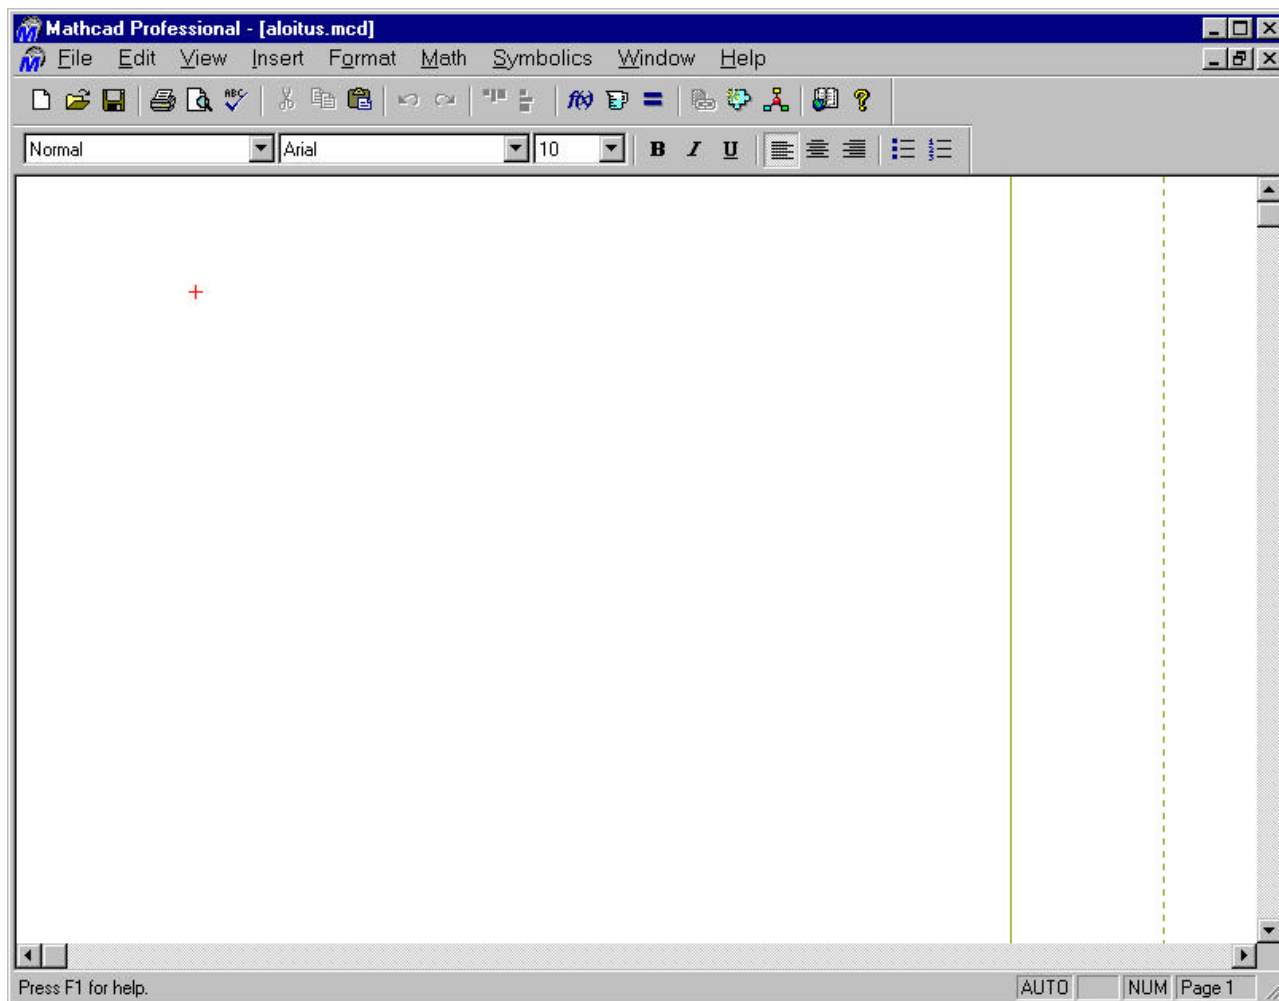 Mathcad Professional - [aloitus.mcd]
File Edit View Insert Format Math Symbolics Window Help
ABC f(x) = ?
Normal Arial 10 B I U
Press F1 for help. AUTO NUM Page 1